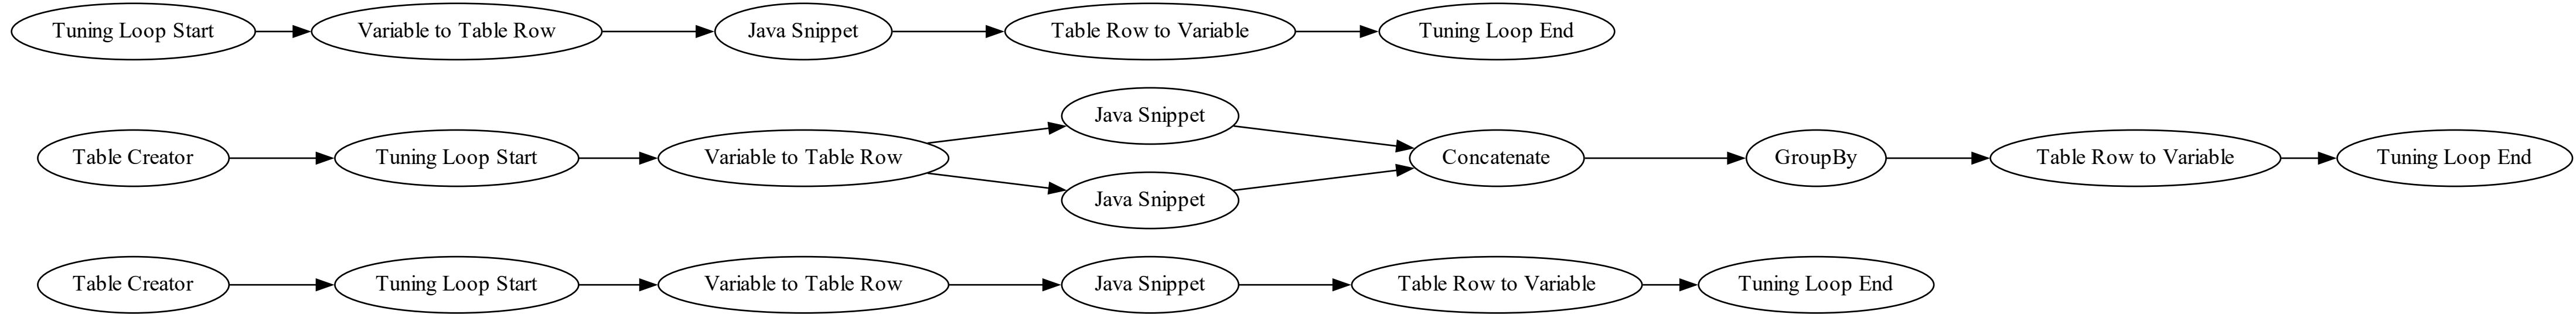 Tuning Loop Start
Variable to Table Row
Java Snippet
Table Row to Variable
Tuning Loop End
Table Creator
Tuning Loop Start
Variable to Table Row
Java Snippet
Java Snippet
Concatenate
GroupBy
Table Row to Variable
Tuning Loop End
Table Creator
Tuning Loop Start
Variable to Table Row
Java Snippet
Table Row to Variable
Tuning Loop End